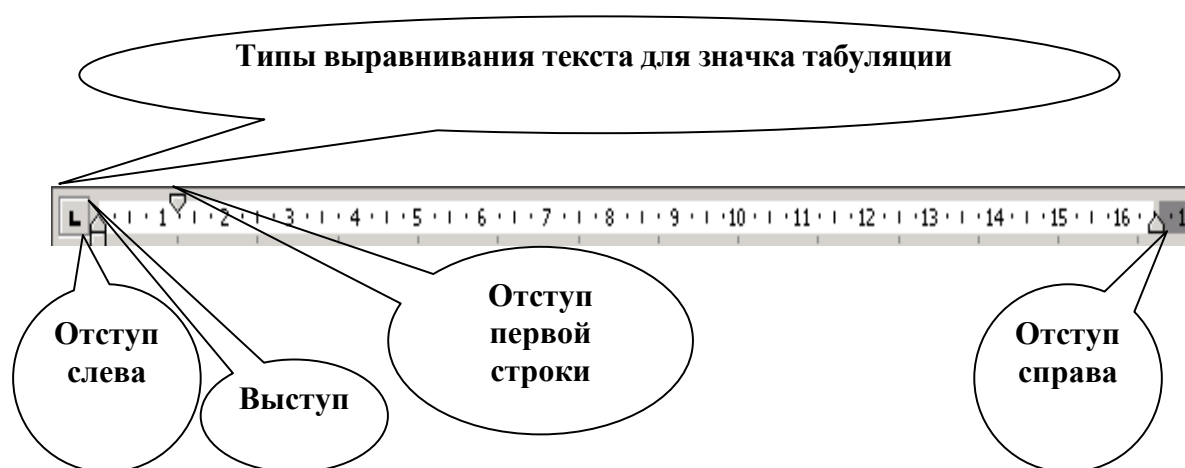 Типы выравнивания текста для значка табуляции
L 1 2 3 4 5 6 7 8 9 10 11 12 13 14 15 16 1
Отступ
слева
Выступ
Отступ
первой
строки
Отступ
справа